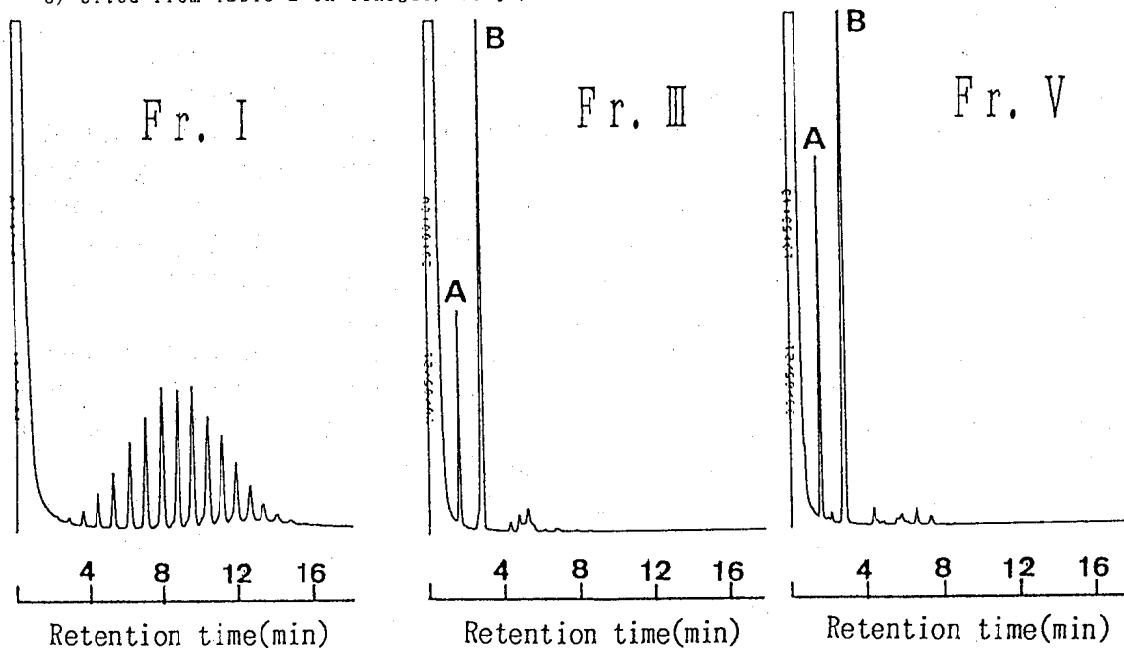 B
B
Fr. I
Fr. Ⅲ
Fr. V
A
A
4 8 12 16
4 8 12 16
4 8 12 16
Retention time(min)
Retention time(min)
Retention time(min)